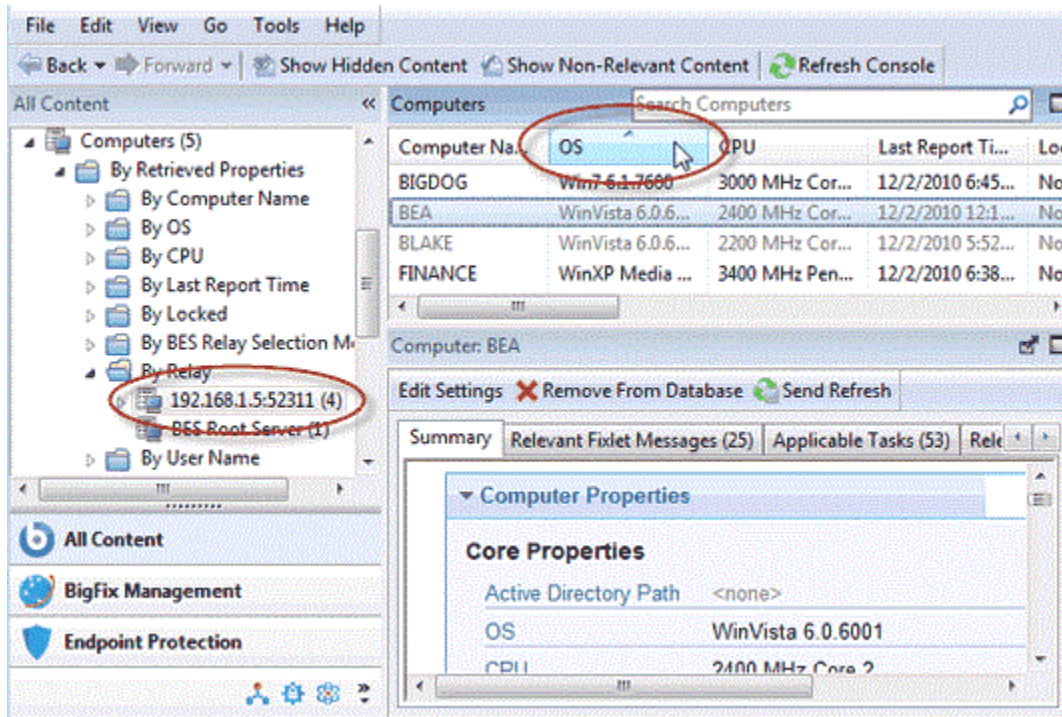 File Edit View Go Tools Help
Back Forward Show Hidden Content Show Non-Relevant Content Refresh Console
All Content «
Computers (5)
By Retrieved Properties
By Computer Name
By OS
By CPU
By Last Report Time
By Locked
By BES Relay Selection M
By Relay
192.168.1.5:52311 (4)
BES Root Server (1)
By User Name
All Content
BigFix Management
Endpoint Protection
»
Computers Search Computers
Computer Na... OS CPU Last Report Ti... Lo
BIGDOG Win7 6.1.7600 3000 MHz Cor... 12/2/2010 6:45... No
BEA WinVista 6.0.6... 2400 MHz Cor... 12/2/2010 12:1... No
BLAKE WinVista 6.0.6... 2200 MHz Cor... 12/2/2010 5:52... No
FINANCE WinXP Media ... 3400 MHz Pen... 12/2/2010 6:38... No
Computer: BEA
Edit Settings Remove From Database Send Refresh
Summary Relevant Fixlet Messages (25) Applicable Tasks (53) Rele
Computer Properties
Core Properties
Active Directory Path <none>
OS WinVista 6.0.6001
CPU 2400 MHz Core 2